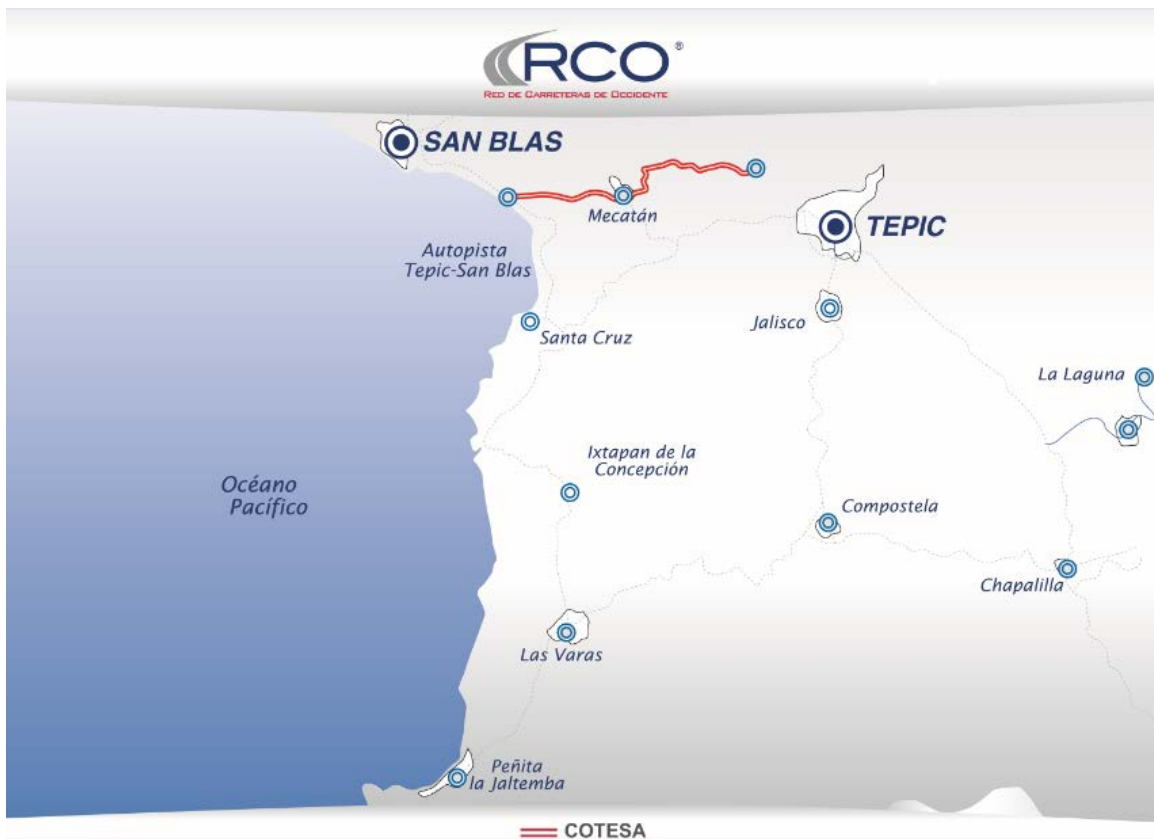 RCO®
RED DE CARRETERAS DE OCCIDENTE
SAN BLAS
Mecatán
TEPIC
Autopista
Tepic-San Blas
Jalisco
Santa Cruz
La Laguna
Ixtapan de la
Concepción
Océano
Pacífico
Compostela
Chapalilla
Las Varas
Peñita
la Jaltemba
COTESA